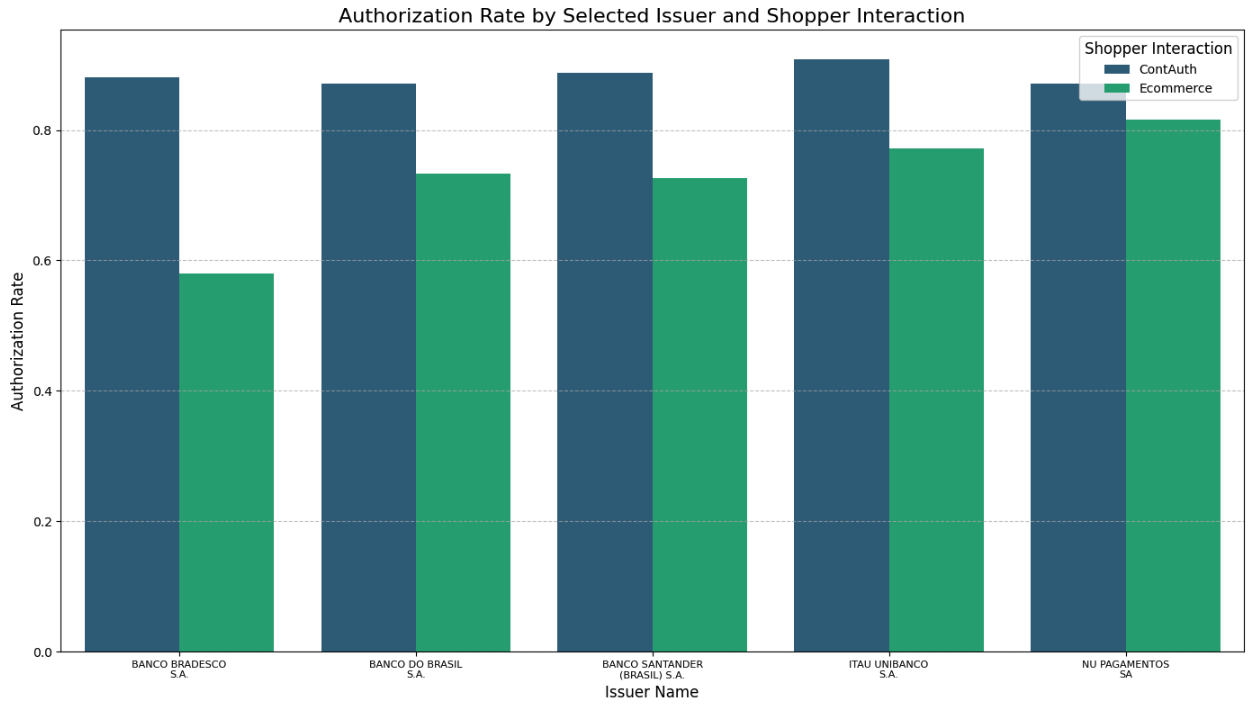 Authorization Rate by Selected Issuer and Shopper Interaction
Shopper Interaction
ContAuth
Ecommerce
Authorization Rate
0.8
0.6
0.4
0.2
0.0
BANCO BRADESCO
S.A.
BANCO DO BRASIL
S.A.
BANCO SANTANDER
(BRASIL) S.A.
ITAU UNIBANCO
S.A.
NU PAGAMENTOS
SA
Issuer Name